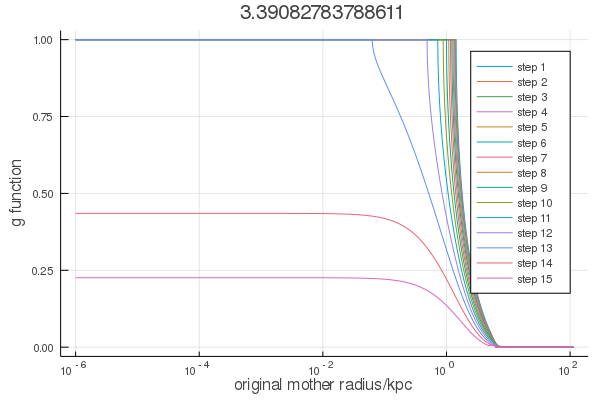 3.39082783788611
1.00
0.75
0.50
0.25
0.00
g function
step 1
step 2
step 3
step 4
step 5
step 6
step 7
step 8
step 9
step 10
step 11
step 12
step 13
step 14
step 15
10^-6 10^-4 10^-2 10^0 10^2
original mother radius/kpc